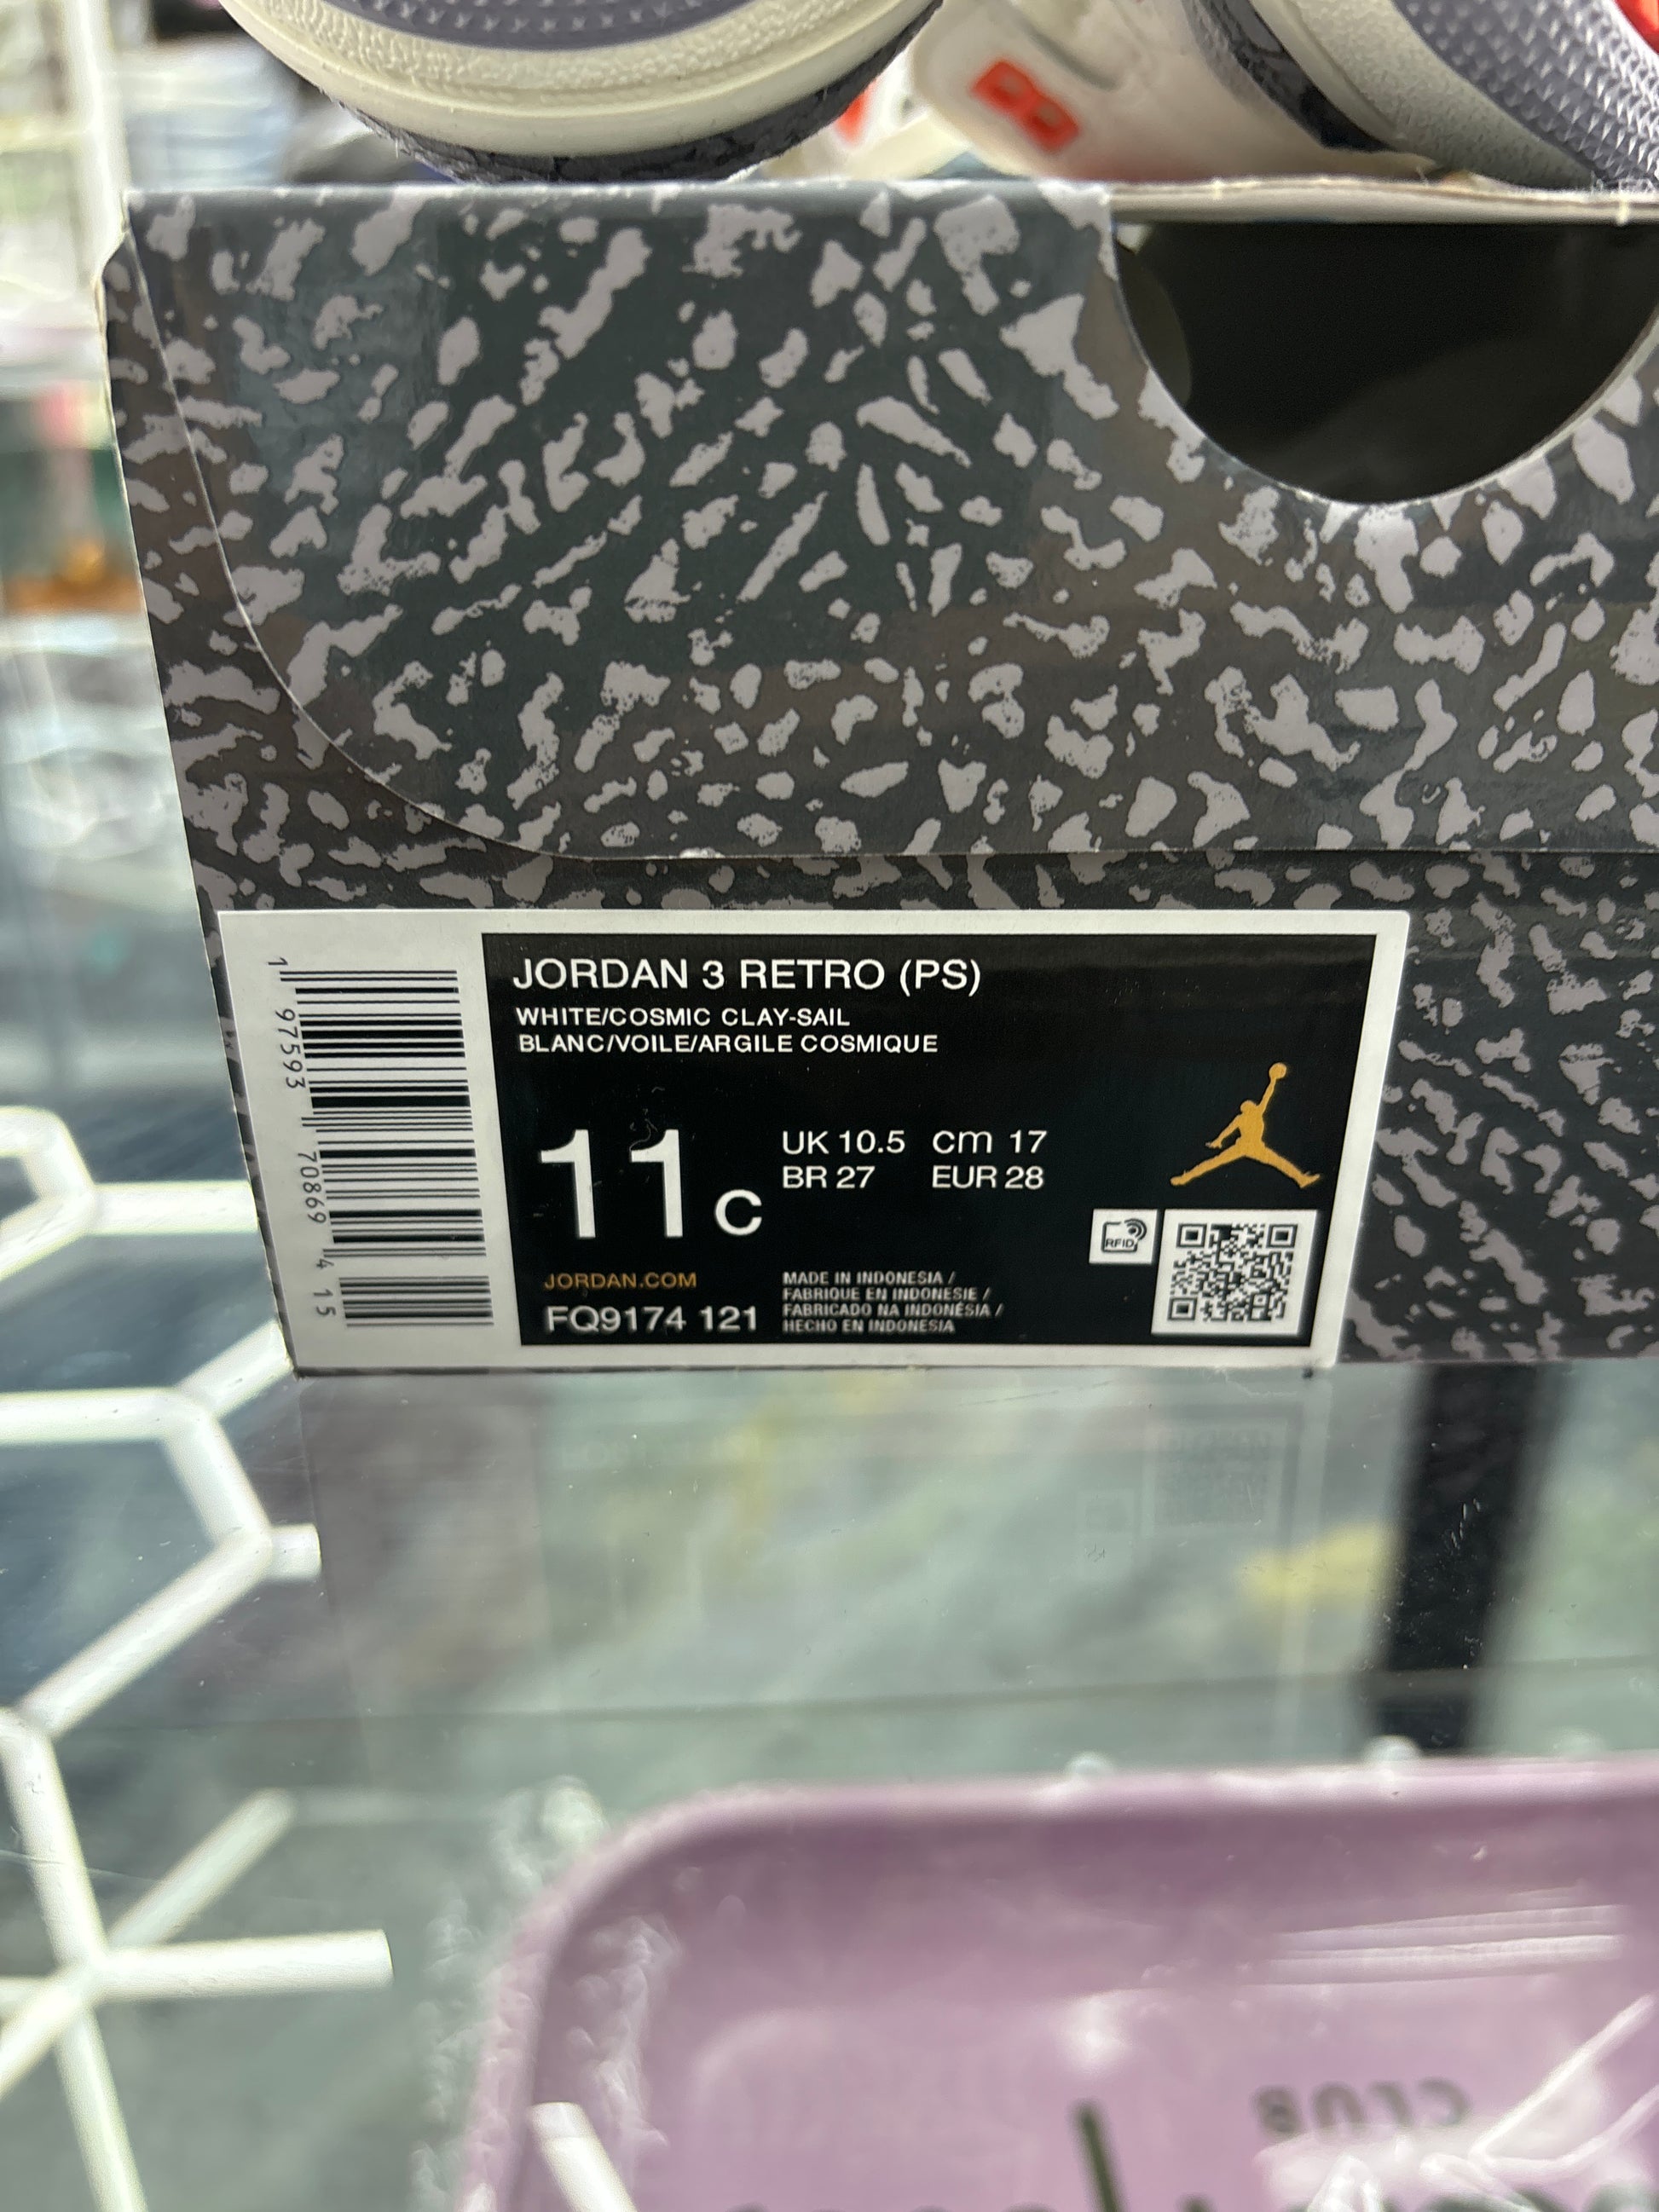 JORDAN 3 RETRO (PS)
WHITE/COSMIC CLAY-SAIL
BLANC/VOILE/ARGILE COSMIQUE
11c
UK 10.5 cm 17
BR 27 EUR 28
RFID
JORDAN.COM
FQ9174 121
MADE IN INDONESIA /
FABRIQUE EN INDONESIE /
FABRICADO NA INDONÉSIA /
HECHO EN INDONESIA
1 97593 70869 4 15